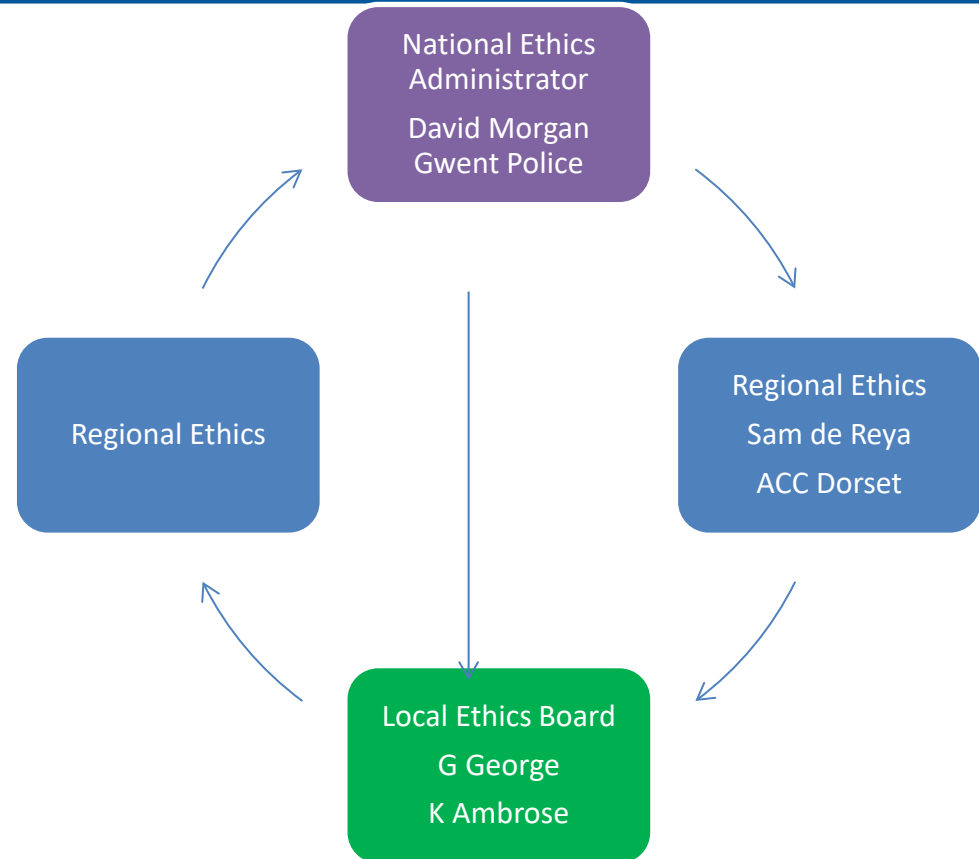 National Ethics
Administrator
David Morgan
Gwent Police
Regional Ethics
Regional Ethics
Sam de Reya
ACC Dorset
Local Ethics Board
G George
K Ambrose